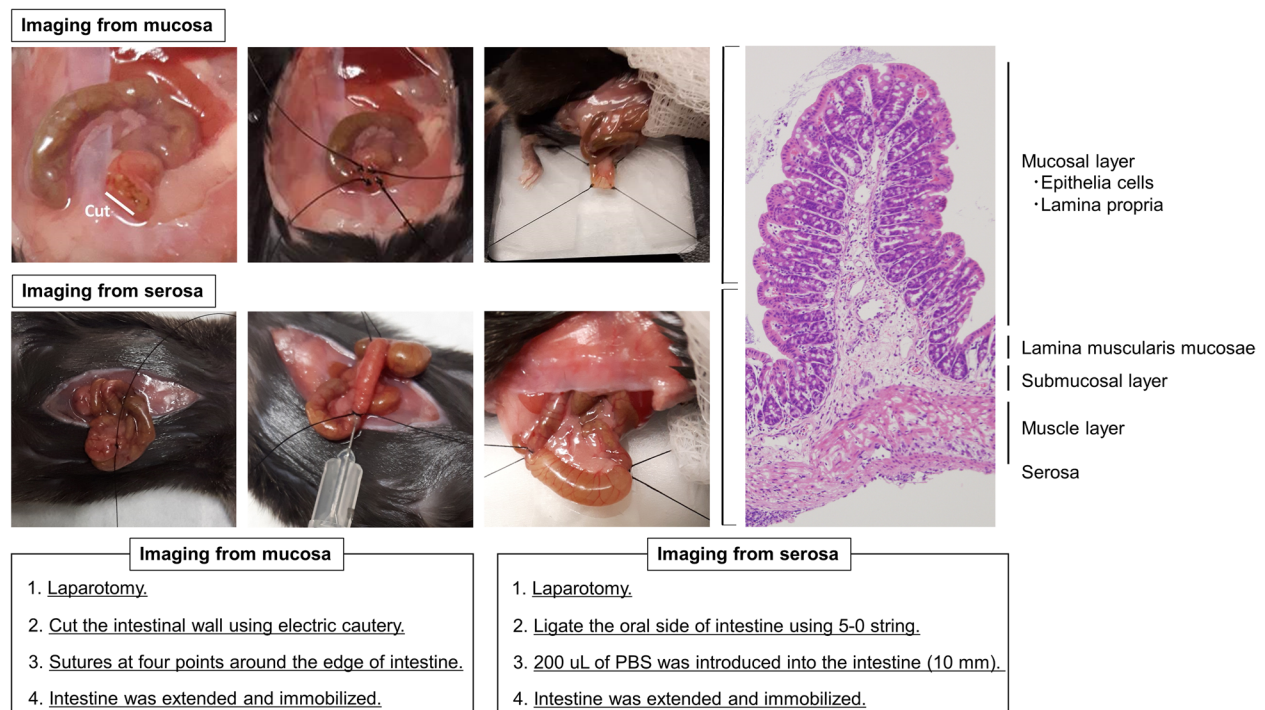 Imaging from mucosa
Cut
Imaging from serosa
Mucosal layer
・Epithelia cells
・Lamina propria
Lamina muscularis mucosae
Submucosal layer
Muscle layer
Serosa
Imaging from mucosa
1. Laparotomy.
2. Cut the intestinal wall using electric cautery.
3. Sutures at four points around the edge of intestine.
4. Intestine was extended and immobilized.
Imaging from serosa
1. Laparotomy.
2. Ligate the oral side of intestine using 5-0 string.
3. 200 uL of PBS was introduced into the intestine (10 mm).
4. Intestine was extended and immobilized.